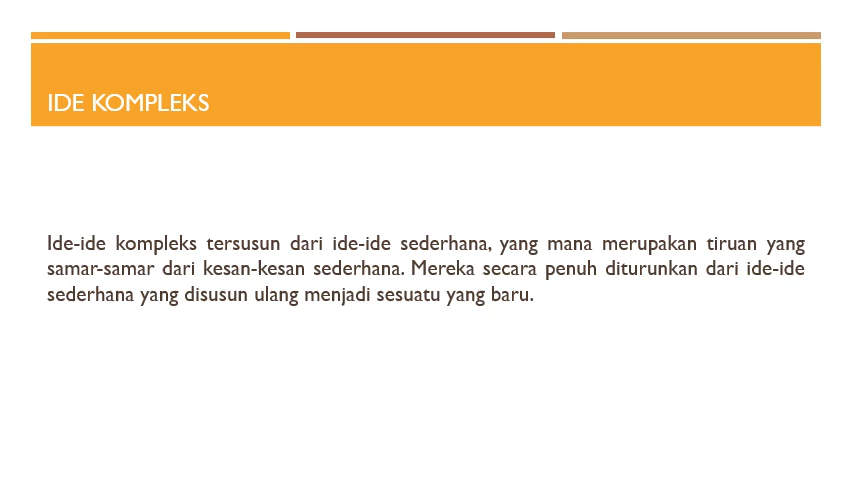 IDE KOMPLEKS
Ide-ide kompleks tersusun dari ide-ide sederhana, yang mana merupakan tiruan yang
samar-samar dari kesan-kesan sederhana. Mereka secara penuh diturunkan dari ide-ide
sederhana yang disusun ulang menjadi sesuatu yang baru.